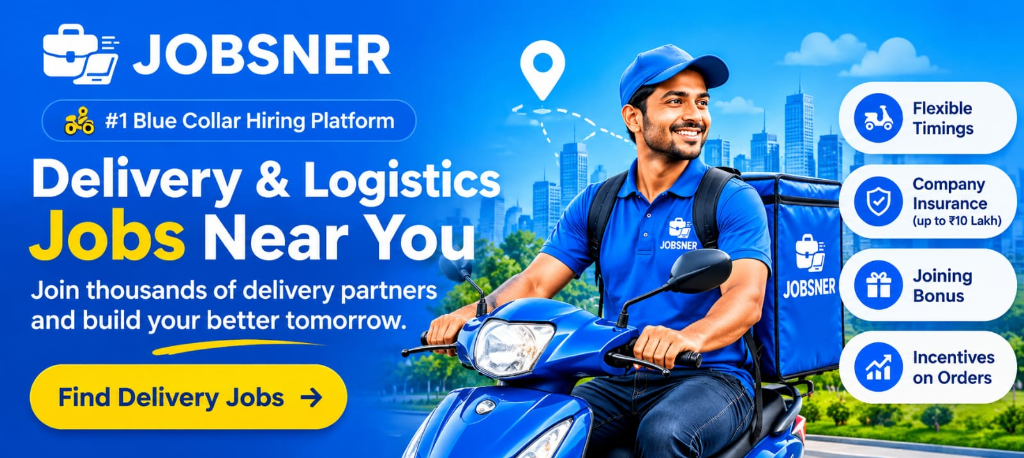 JOBSNER
#1 Blue Collar Hiring Platform
Delivery & Logistics
Jobs Near You
Join thousands of delivery partners
and build your better tomorrow.
Find Delivery Jobs →
JOBSNER
JOBSNER
Flexible
Timings
Company
Insurance
(up to ₹10 Lakh)
Joining
Bonus
Incentives
on Orders